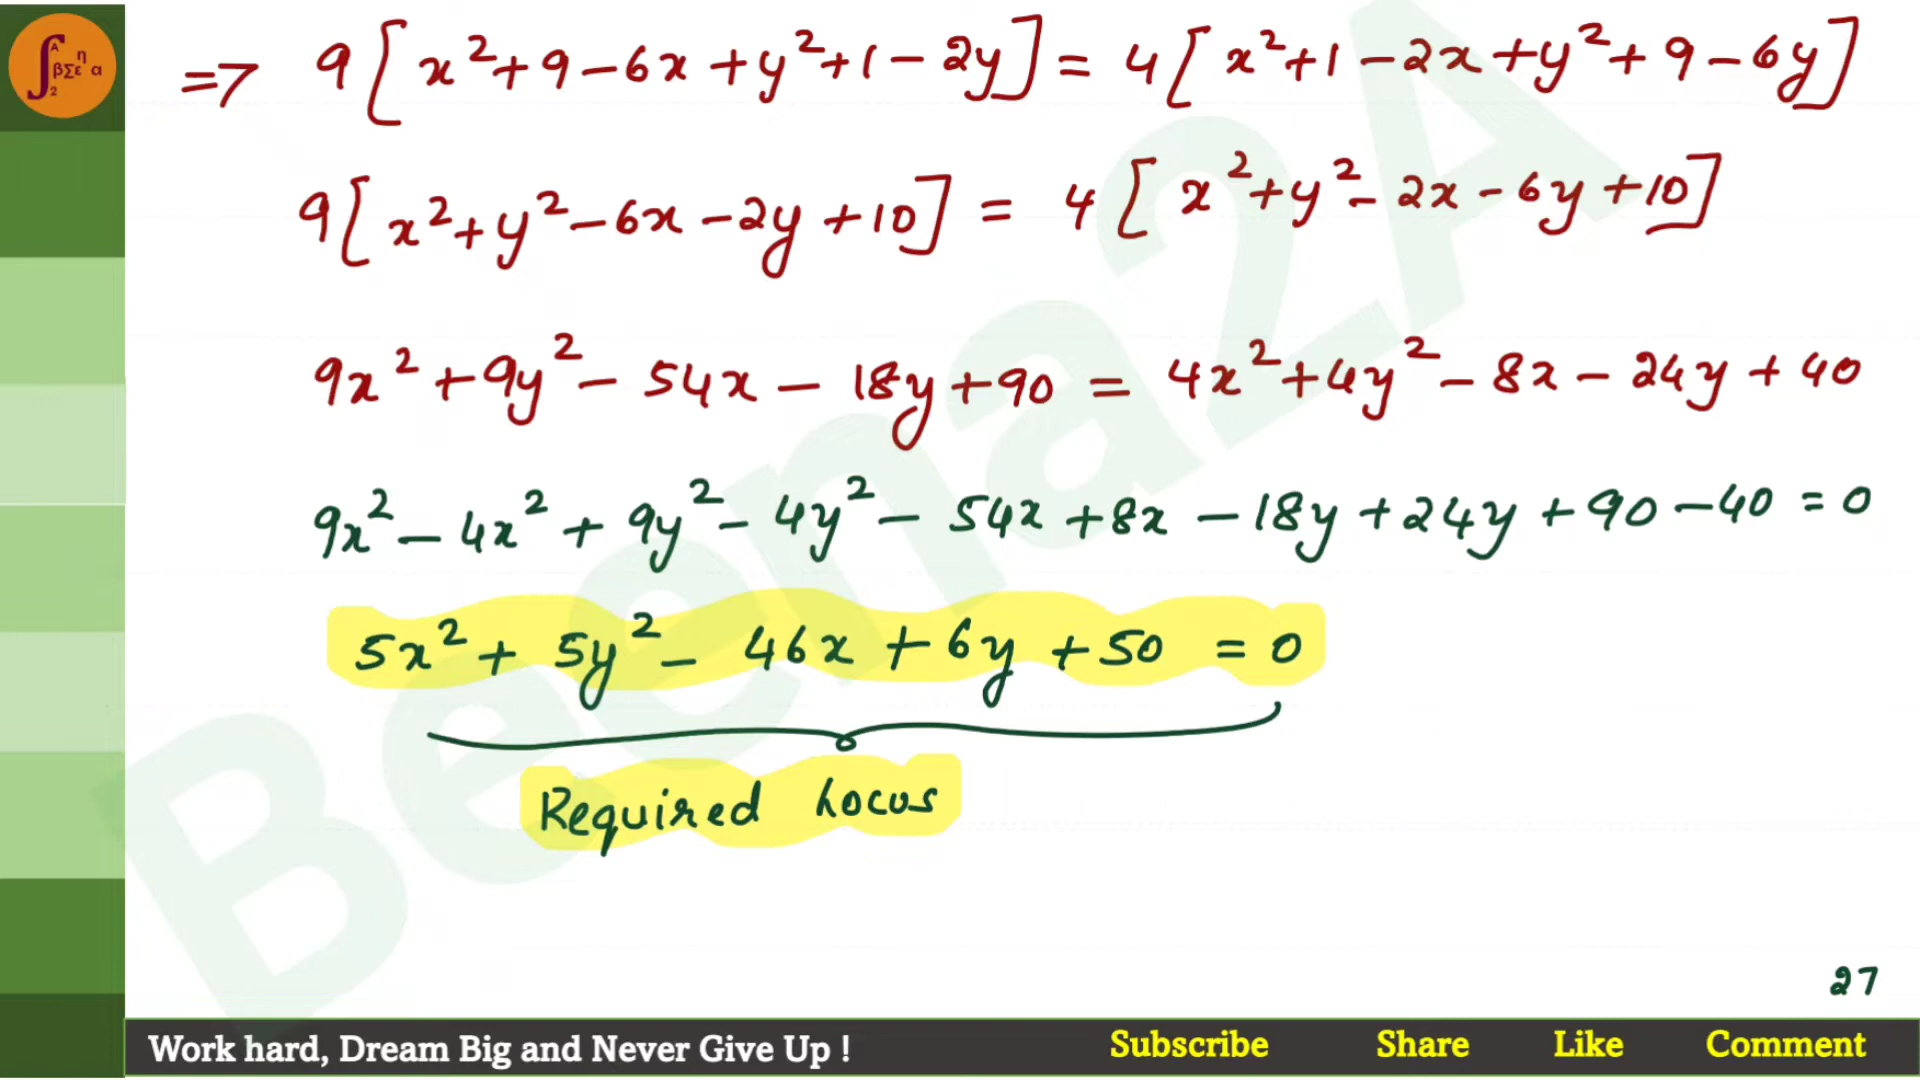 =7 9[x²+9-6x+y²+1-2y] = 4[x²+1-2x+y²+9-6y]
9[x²+y²-6x-2y+10] = 4[x²+y²-2x-6y+10]
9x²+9y²-54x-18y+90 = 4x²+4y²-8x-24y+40
9x²-4x²+9y²-4y²-54x+8x-18y+24y+90-40 = 0
5x²+5y²-46x+6y+50 = 0
Required Locus
27
Work hard, Dream Big and Never Give Up ! Subscribe Share Like Comment
Beena2A